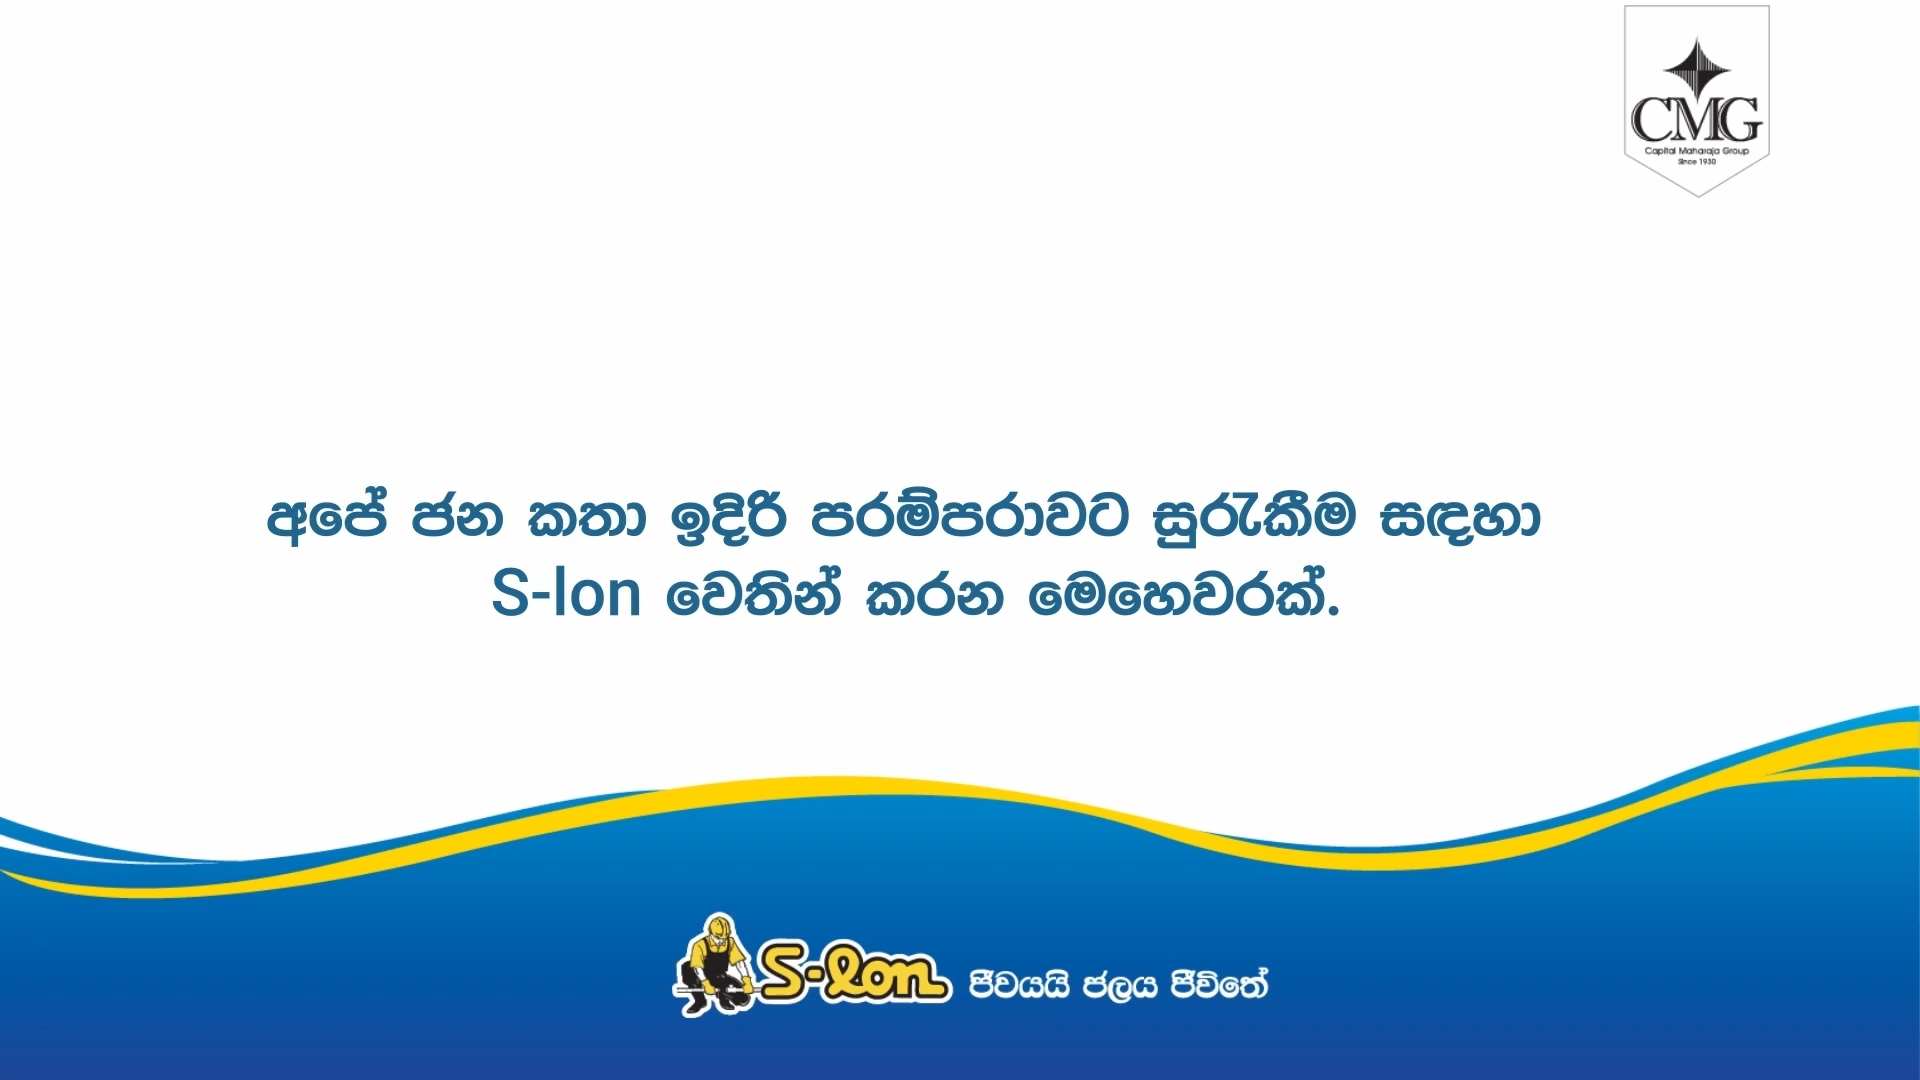 CMG
Capital Maharaja Group
Since 1930
අපේ ජන කතා ඉදිරි පරම්පරාවට සුරැකීම සඳහා
S-lon වෙතින් කරන මෙහෙවරක්.
S-lon ජීවයයි ජලය ජීවිතේ